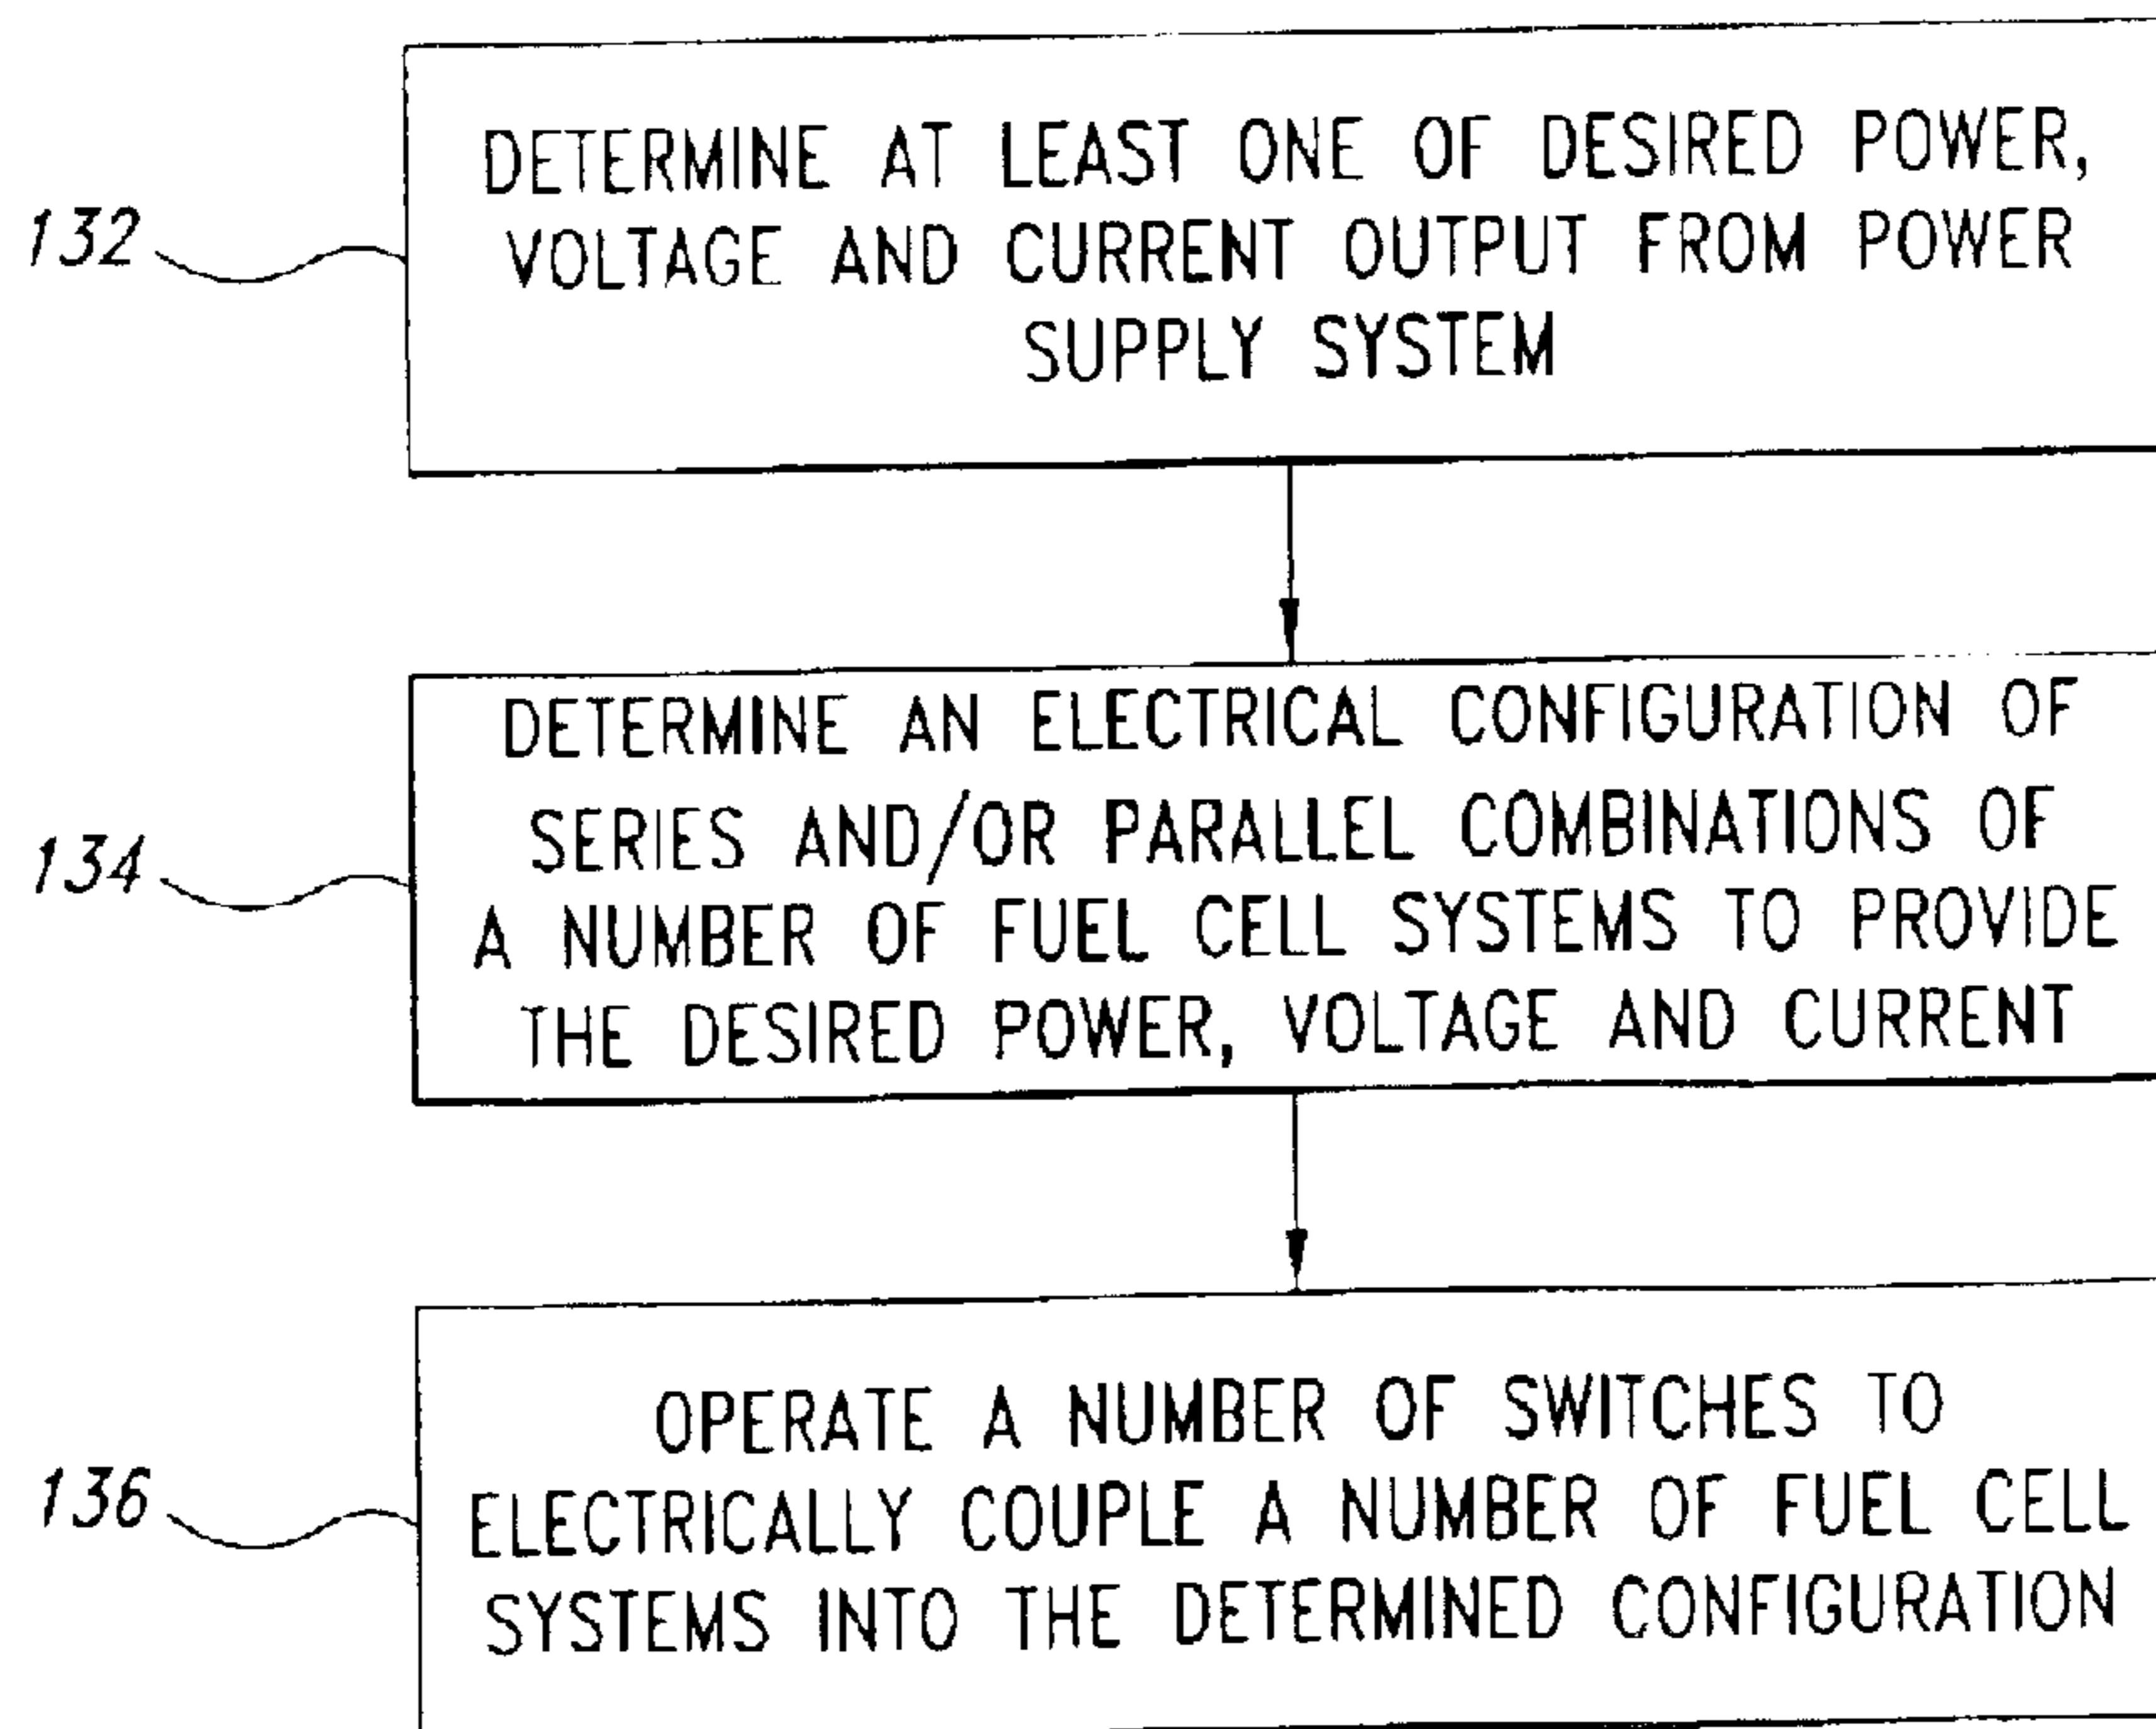 DETERMINE AT LEAST ONE OF DESIRED POWER,
VOLTAGE AND CURRENT OUTPUT FROM POWER
SUPPLY SYSTEM
132
DETERMINE AN ELECTRICAL CONFIGURATION OF
SERIES AND/OR PARALLEL COMBINATIONS OF
A NUMBER OF FUEL CELL SYSTEMS TO PROVIDE
THE DESIRED POWER, VOLTAGE AND CURRENT
134
OPERATE A NUMBER OF SWITCHES TO
ELECTRICALLY COUPLE A NUMBER OF FUEL CELL
SYSTEMS INTO THE DETERMINED CONFIGURATION
136